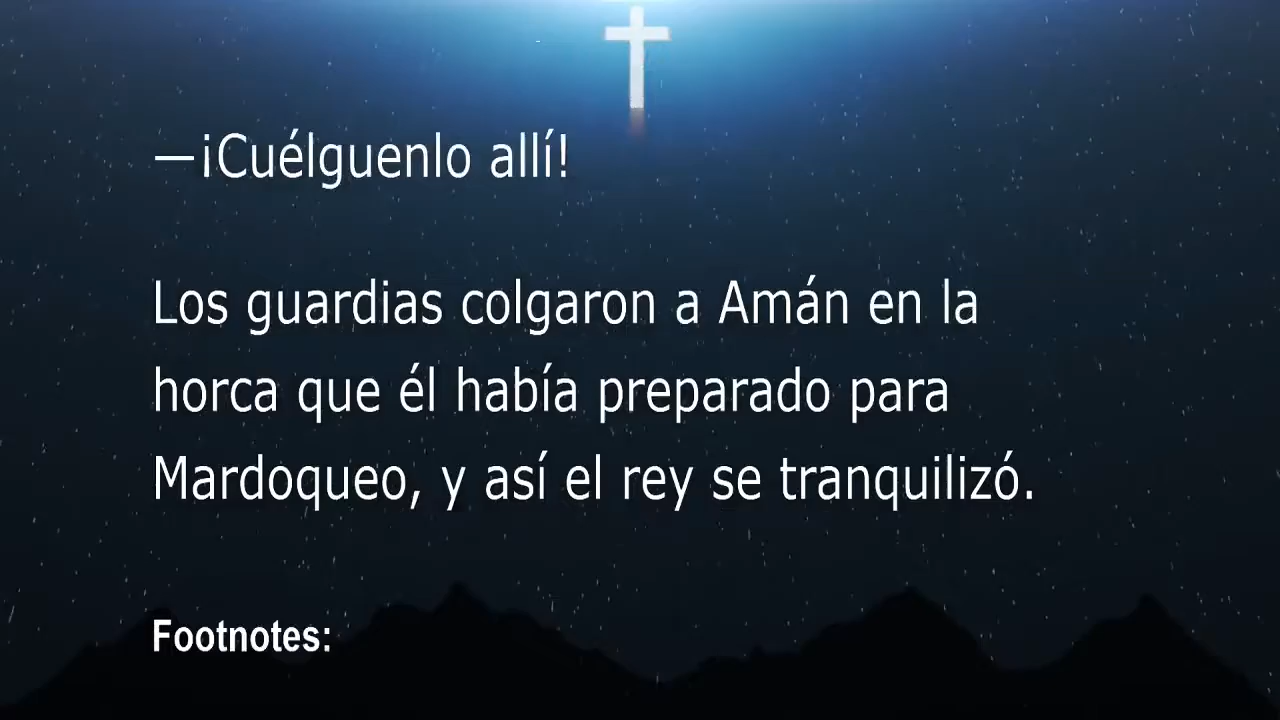 —¡Cuélguenlo allí!
Los guardias colgaron a Amán en la
horca que él había preparado para
Mardoqueo, y así el rey se tranquilizó.
Footnotes: